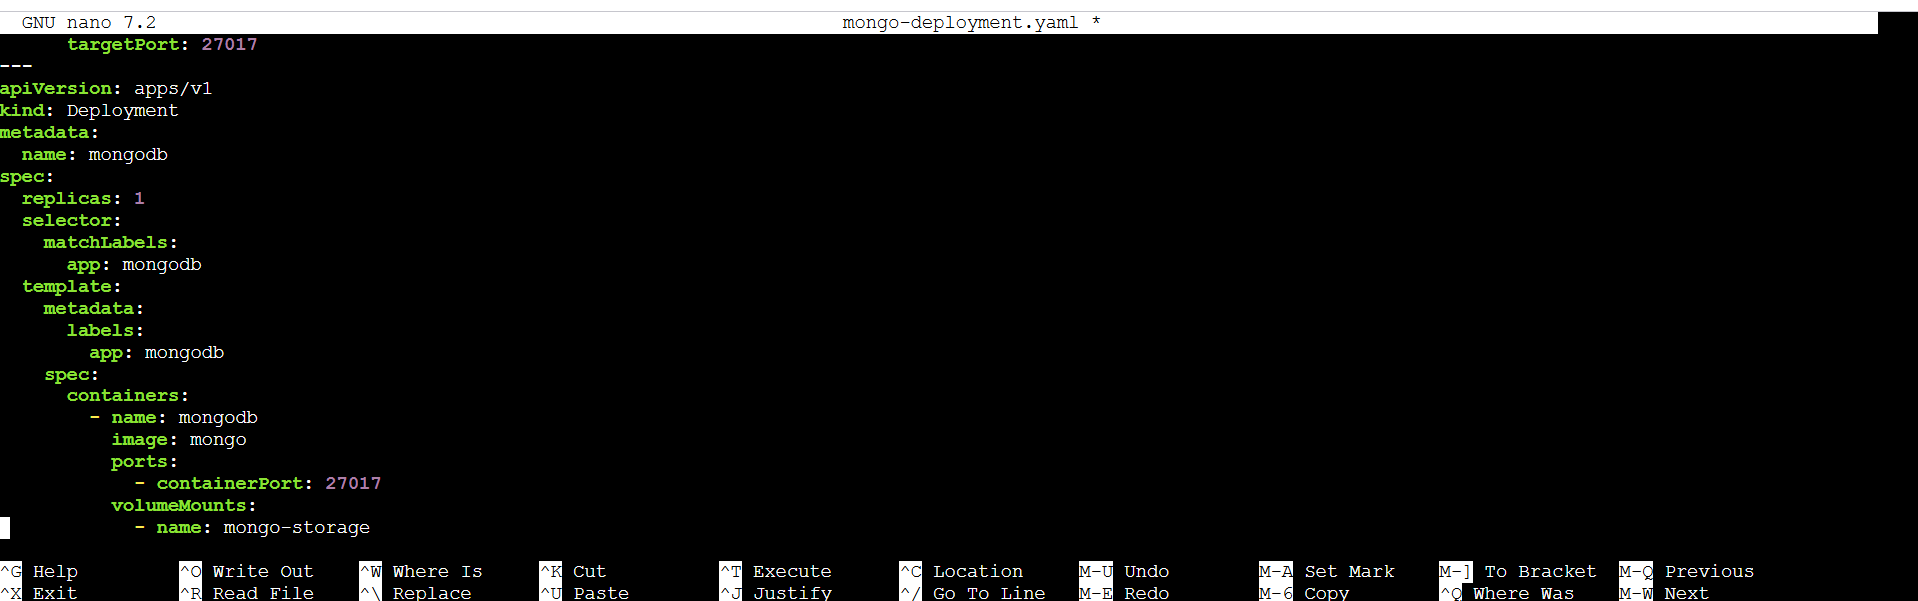 GNU nano 7.2 mongo-deployment.yaml *
      targetPort: 27017
---
apiVersion: apps/v1
kind: Deployment
metadata:
  name: mongodb
spec:
  replicas: 1
  selector:
    matchLabels:
      app: mongodb
  template:
    metadata:
      labels:
        app: mongodb
    spec:
      containers:
        - name: mongodb
          image: mongo
          ports:
            - containerPort: 27017
          volumeMounts:
            - name: mongo-storage
^G Help ^O Write Out ^W Where Is ^K Cut ^T Execute ^C Location M-U Undo M-A Set Mark M-] To Bracket M-Q Previous
^X Exit ^R Read File ^\ Replace ^U Paste ^J Justify ^/ Go To Line M-E Redo M-6 Copy ^Q Where Was M-W Next